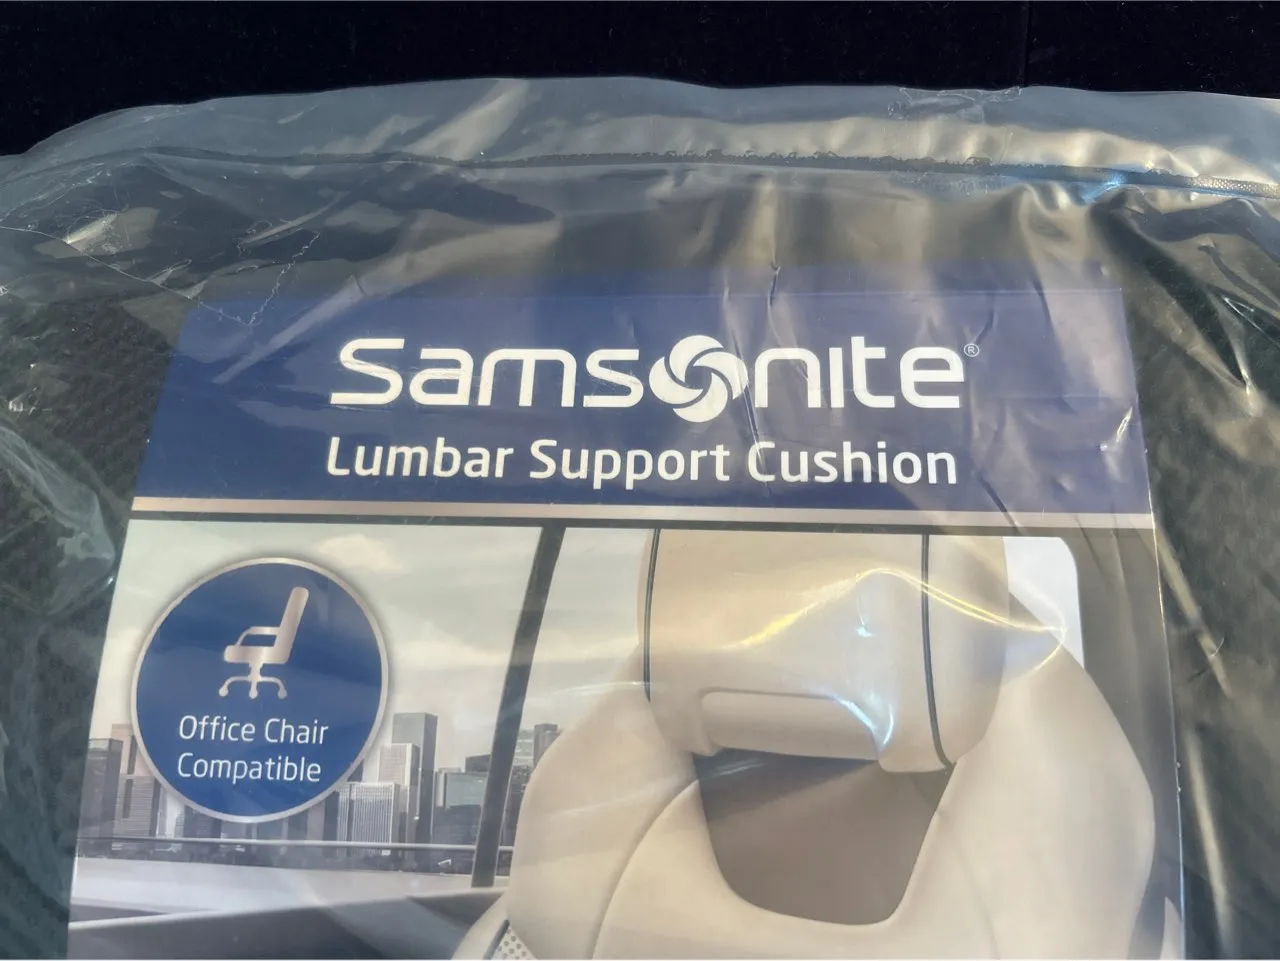 Samsonite®
Lumbar Support Cushion
Office Chair
Compatible